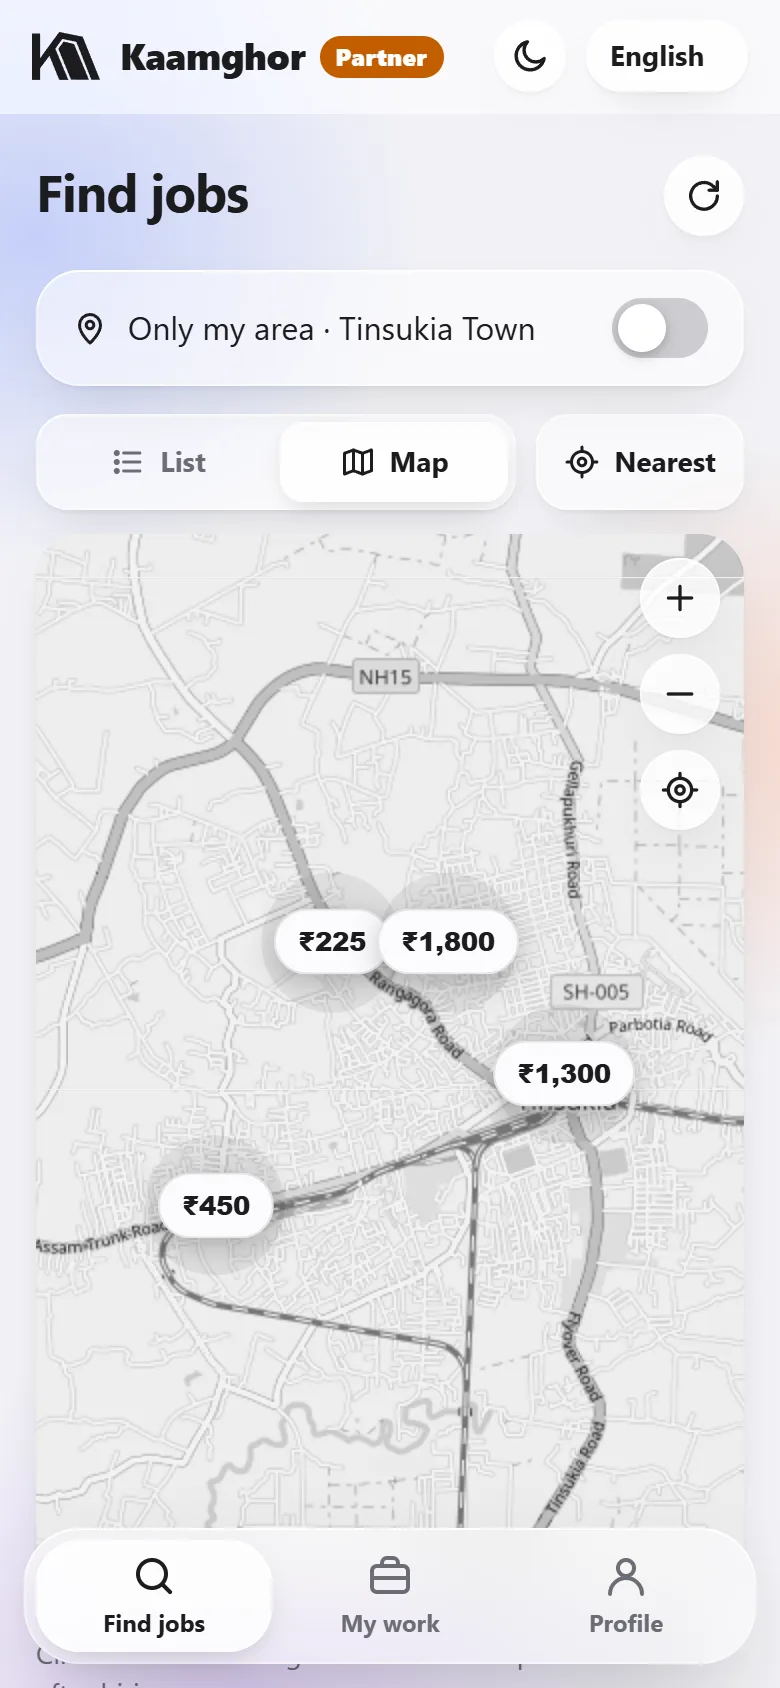 Kaamghor Partner English
Find jobs
Only my area · Tinsukia Town
List Map Nearest
NH15
Gellapukhuri Road
₹225 ₹1,800
SH-005
Rangagora Road
Parbotia Road
₹1,300
₹450
Assam-Trunk-Road
Flyover Road
Tinsukia Road
Find jobs My work Profile